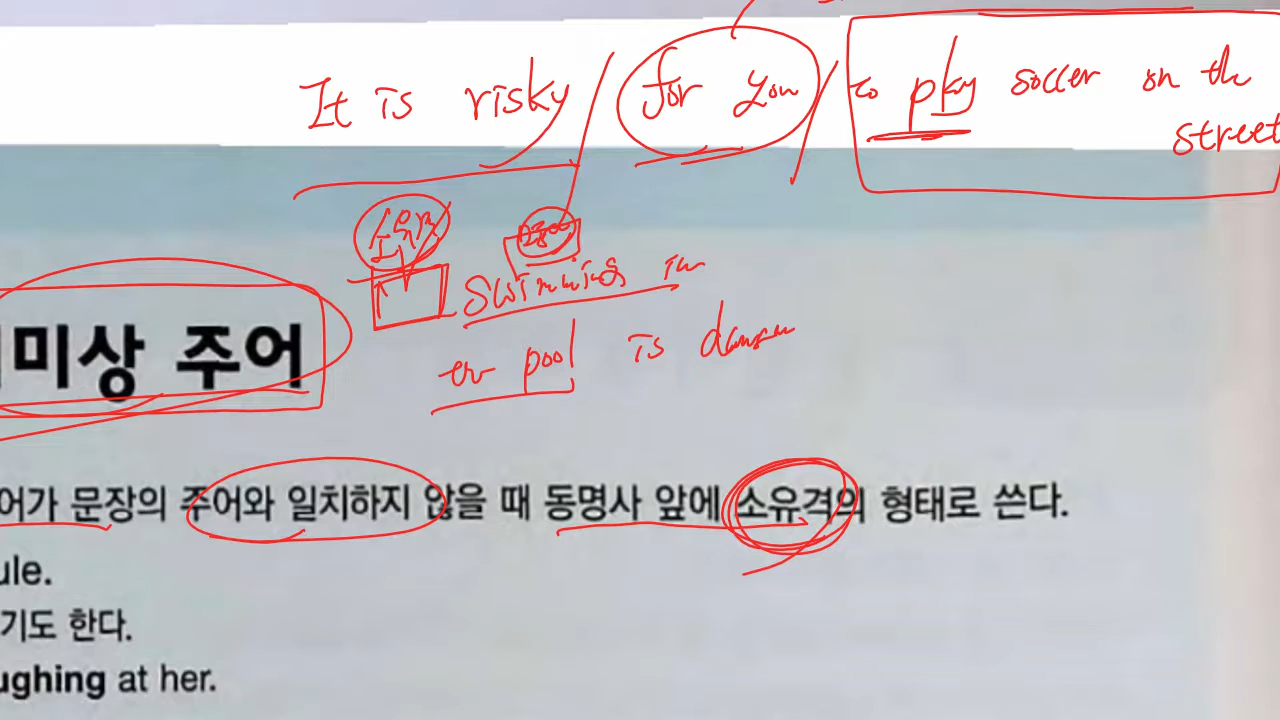 It is risky / for you / to play soccer on the
street
소유격
동명사
Swimming in
pool is
미상 주어
어가 문장의 주어와 일치하지 않을 때 동명사 앞에 소유격의 형태로 쓴다.
ule.
기도 한다.
ughing at her.